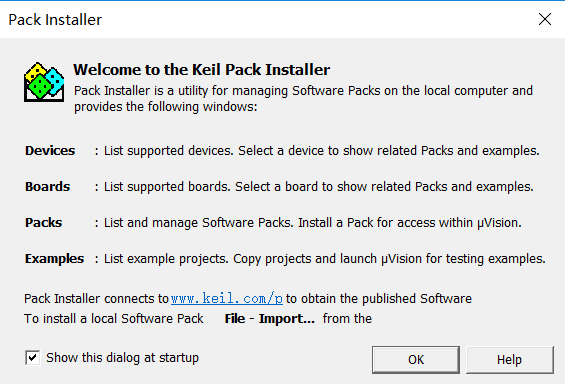 Pack Installer
Welcome to the Keil Pack Installer
Pack Installer is a utility for managing Software Packs on the local computer and
provides the following windows:
Devices : List supported devices. Select a device to show related Packs and examples.
Boards : List supported boards. Select a board to show related Packs and examples.
Packs : List and manage Software Packs. Install a Pack for access within µVision.
Examples : List example projects. Copy projects and launch µVision for testing examples.
Pack Installer connects to www.keil.com/p to obtain the published Software
To install a local Software Pack File - Import... from the
Show this dialog at startup
OK
Help